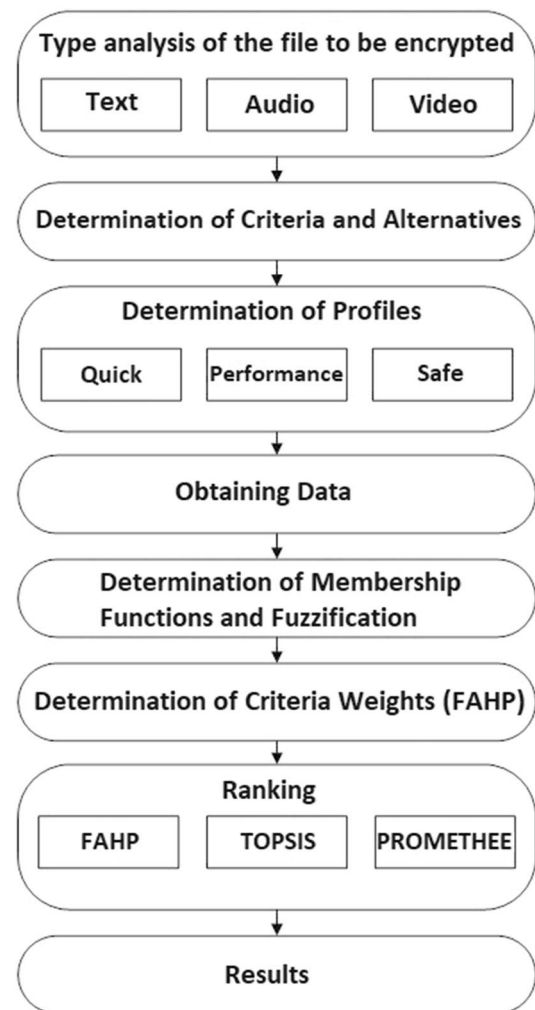 Type analysis of the file to be encrypted
Text
Audio
Video
Determination of Criteria and Alternatives
Determination of Profiles
Quick
Performance
Safe
Obtaining Data
Determination of Membership
Functions and Fuzzification
Determination of Criteria Weights (FAHP)
Ranking
FAHP
TOPSIS
PROMETHEE
Results